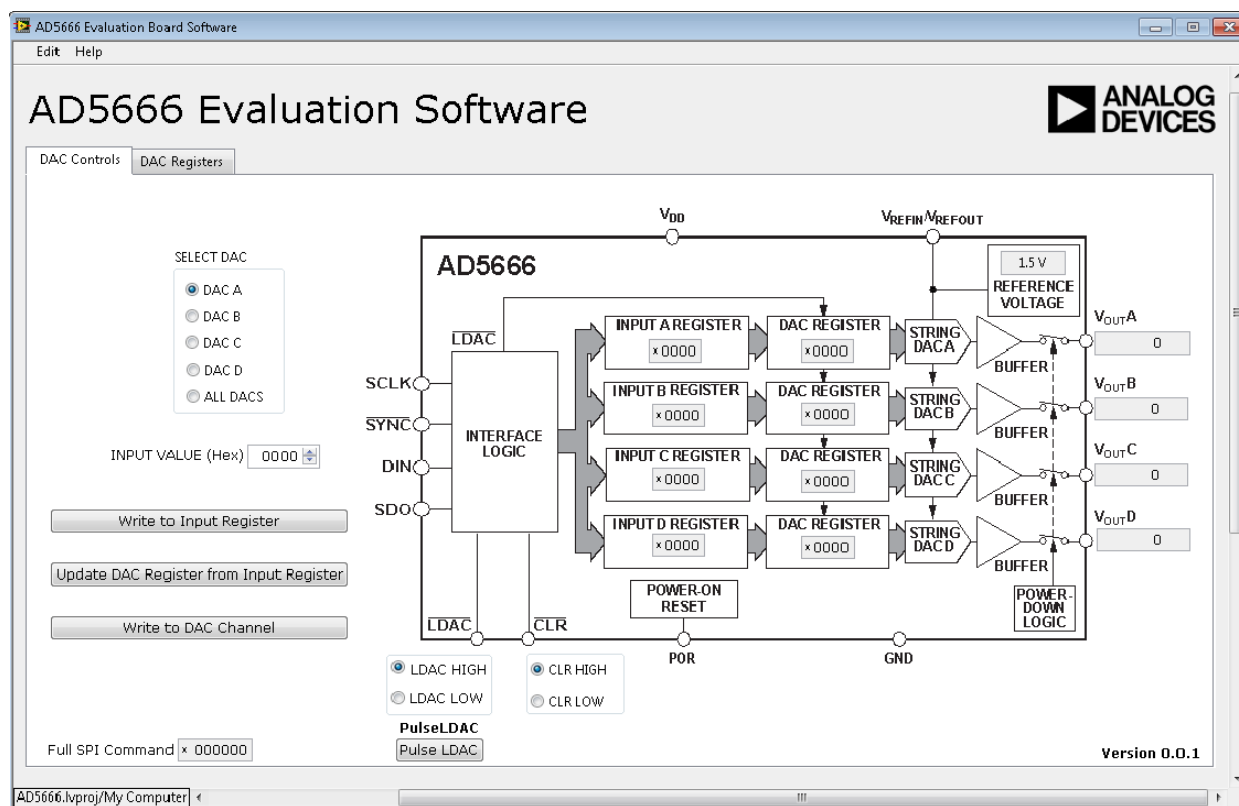 AD5666 Evaluation Board Software
Edit Help
AD5666 Evaluation Software
ANALOG
DEVICES
DAC Controls
DAC Registers
SELECT DAC
DAC A
DAC B
DAC C
DAC D
ALL DACS
INPUT VALUE (Hex) 0000
Write to Input Register
Update DAC Register from Input Register
Write to DAC Channel
Full SPI Command x 000000
VDD
VREFIN/VREFOUT
AD5666
1.5 V
REFERENCE
VOLTAGE
LDAC
SCLK
SYNC
DIN
SDO
INTERFACE
LOGIC
INPUT A REGISTER
x0000
DAC REGISTER
x0000
STRING
DAC A
BUFFER
VOUTA
0
INPUT B REGISTER
x0000
DAC REGISTER
x0000
STRING
DAC B
BUFFER
VOUTB
0
INPUT C REGISTER
x0000
DAC REGISTER
x0000
STRING
DAC C
BUFFER
VOUTC
0
INPUT D REGISTER
x0000
DAC REGISTER
x0000
STRING
DAC D
BUFFER
VOUTD
0
POWER-ON
RESET
POWER-
DOWN
LOGIC
LDAC
CLR
POR
GND
LDAC HIGH
LDAC LOW
CLR HIGH
CLR LOW
PulseLDAC
Pulse LDAC
Version 0.0.1
AD5666.lvproj/My Computer